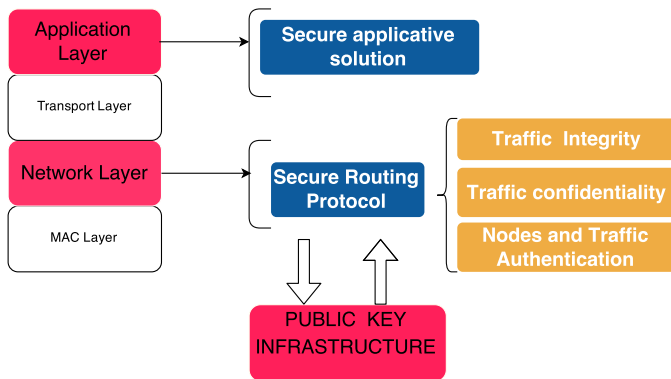 Application
Layer
Secure applicative
solution
Transport Layer
Network Layer
Secure Routing
Protocol
Traffic Integrity
Traffic confidentiality
Nodes and Traffic
Authentication
MAC Layer
PUBLIC KEY
INFRASTRUCTURE